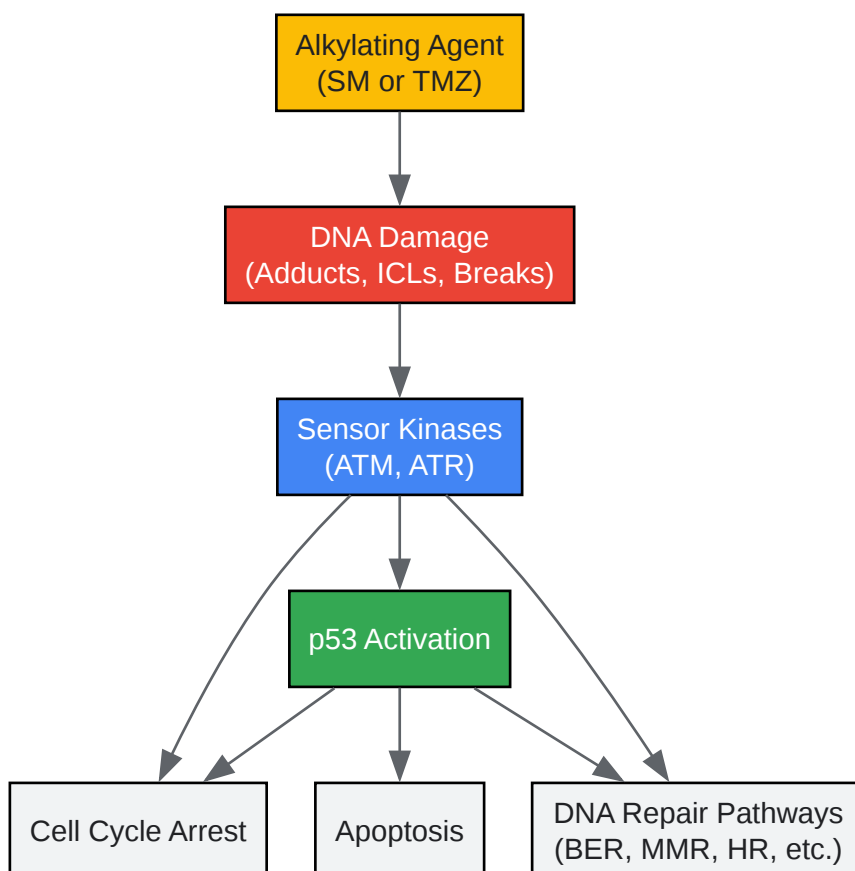 Alkylating Agent
(SM or TMZ)
DNA Damage
(Adducts, ICLs, Breaks)
Sensor Kinases
(ATM, ATR)
p53 Activation
Cell Cycle Arrest
Apoptosis
DNA Repair Pathways
(BER, MMR, HR, etc.)